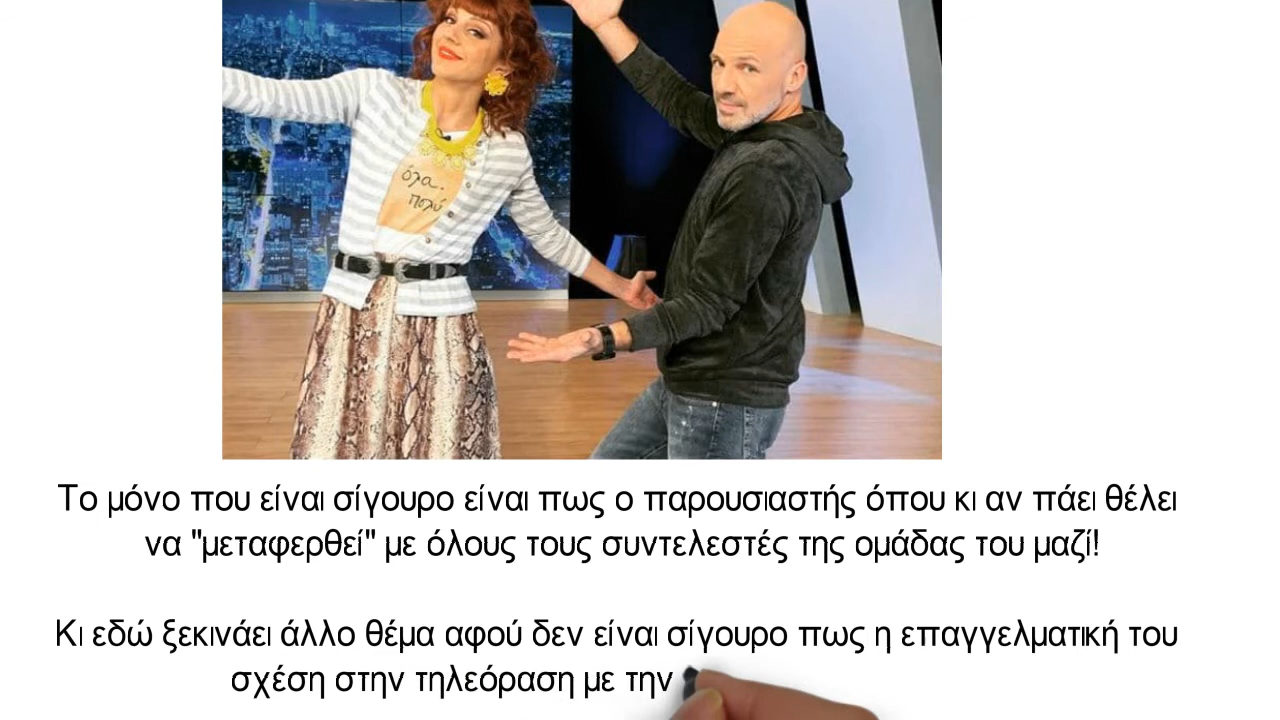 όλα.
πολύ
Το μόνο που είναι σίγουρο είναι πως ο παρουσιαστής όπου κι αν πάει θέλει
να "μεταφερθεί" με όλους τους συντελεστές της ομάδας του μαζί!
Κι εδώ ξεκινάει άλλο θέμα αφού δεν είναι σίγουρο πως η επαγγελματική του
σχέση στην τηλεόραση με την